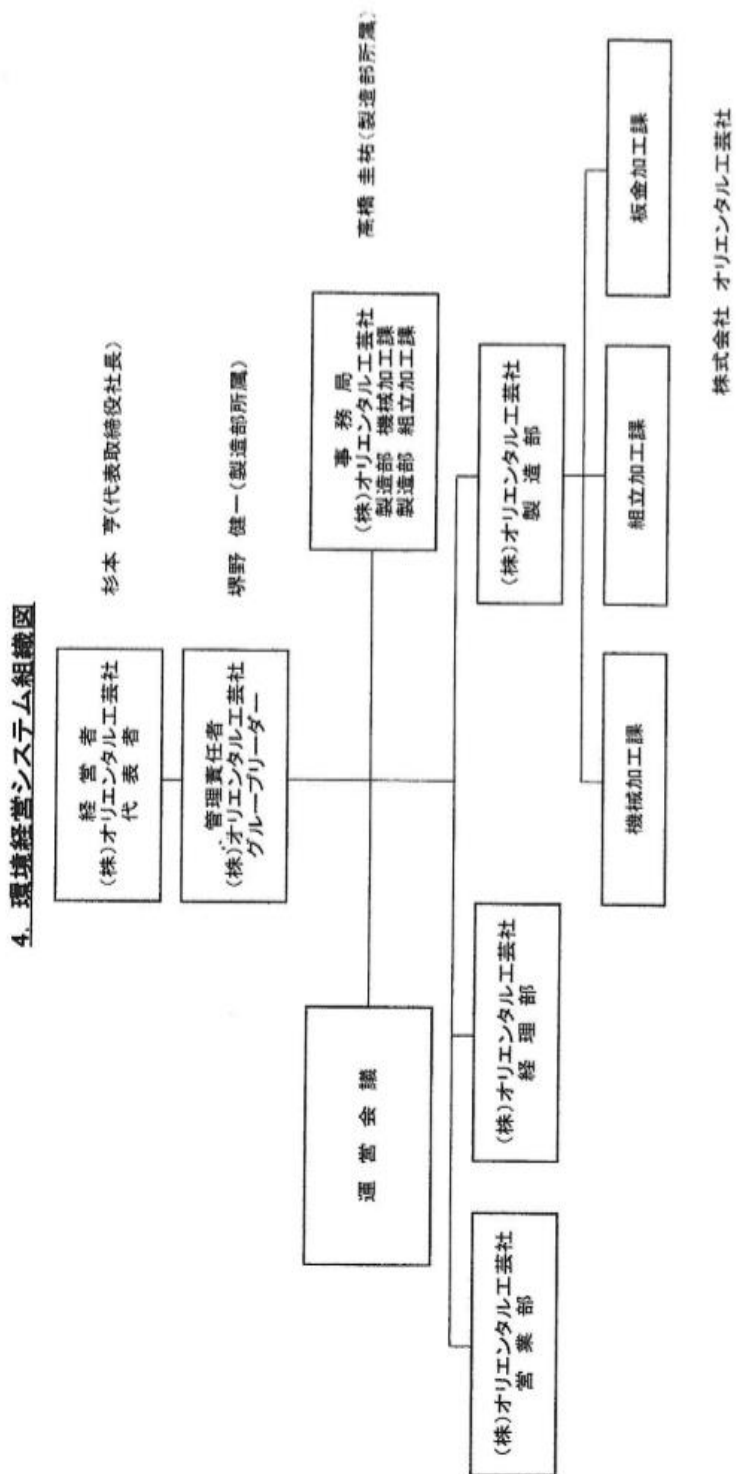 4. 環境経営システム組織図
経 営 者
(株)オリエンタル工芸社
代 表 者
杉本 亨(代表取締役社長)
管理責任者
(株)オリエンタル工芸社
グループリーダー
堺野 健一(製造部所属)
運 営 会 議
事 務 局
(株)オリエンタル工芸社
製造部 機械加工課
製造部 組立加工課
高橋 圭祐(製造部所属)
(株)オリエンタル工芸社
営 業 部
(株)オリエンタル工芸社
経 理 部
(株)オリエンタル工芸社
製 造 部
機械加工課
組立加工課
板金加工課
株式会社 オリエンタル工芸社